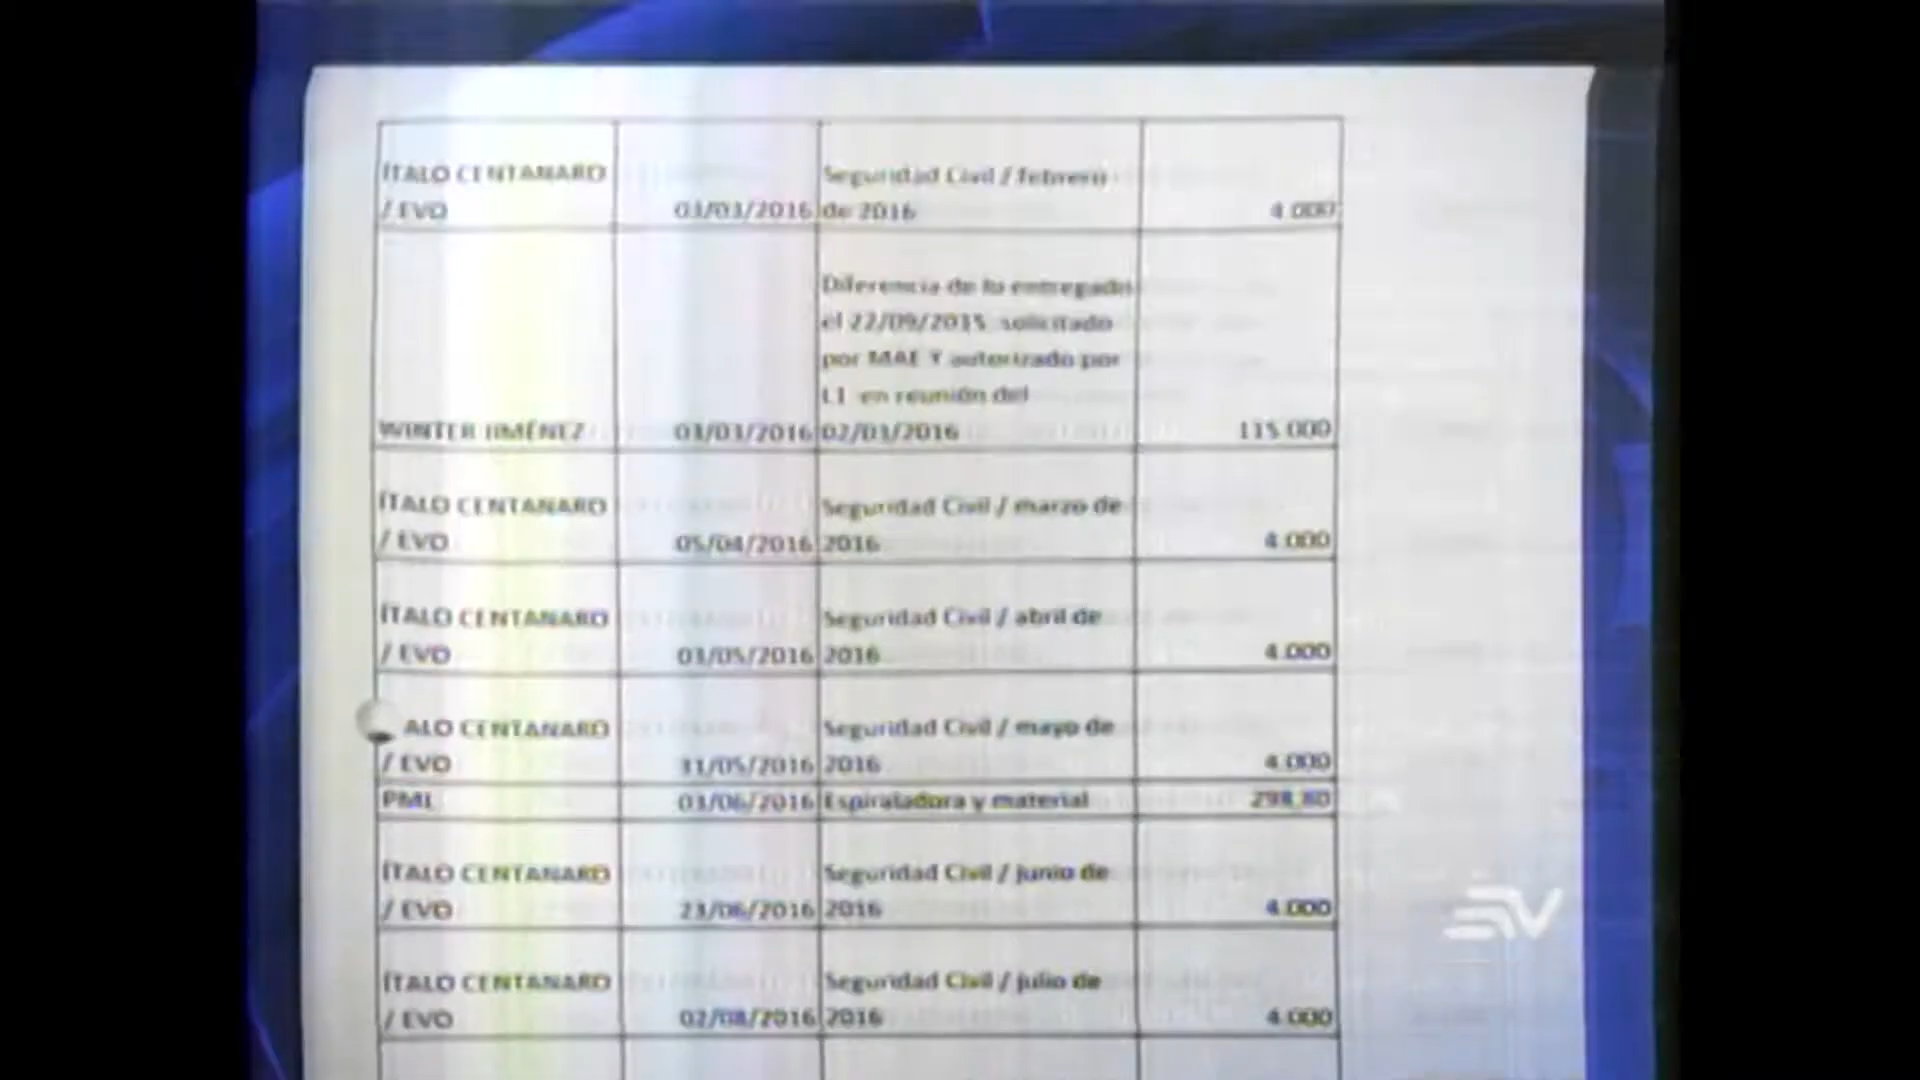 ÍTALO CENTANARO
/ EVO
03/03/2016
Seguridad Civil / febrero
de 2016
4.000
WINTER JIMÉNEZ
03/03/2016
Diferencia de lo entregado
el 22/09/2015 solicitado
por MAE Y autorizado por
L1 en reunión del
02/03/2016
115.000
ÍTALO CENTANARO
/ EVO
05/04/2016
Seguridad Civil / marzo de
2016
4.000
ÍTALO CENTANARO
/ EVO
03/05/2016
Seguridad Civil / abril de
2016
4.000
ALO CENTANARO
/ EVO
31/05/2016
Seguridad Civil / mayo de
2016
4.000
PML
03/06/2016
Espiraladora y material
298,80
ÍTALO CENTANARO
/ EVO
23/06/2016
Seguridad Civil / junio de
2016
4.000
ÍTALO CENTANARO
/ EVO
02/08/2016
Seguridad Civil / julio de
2016
4.000